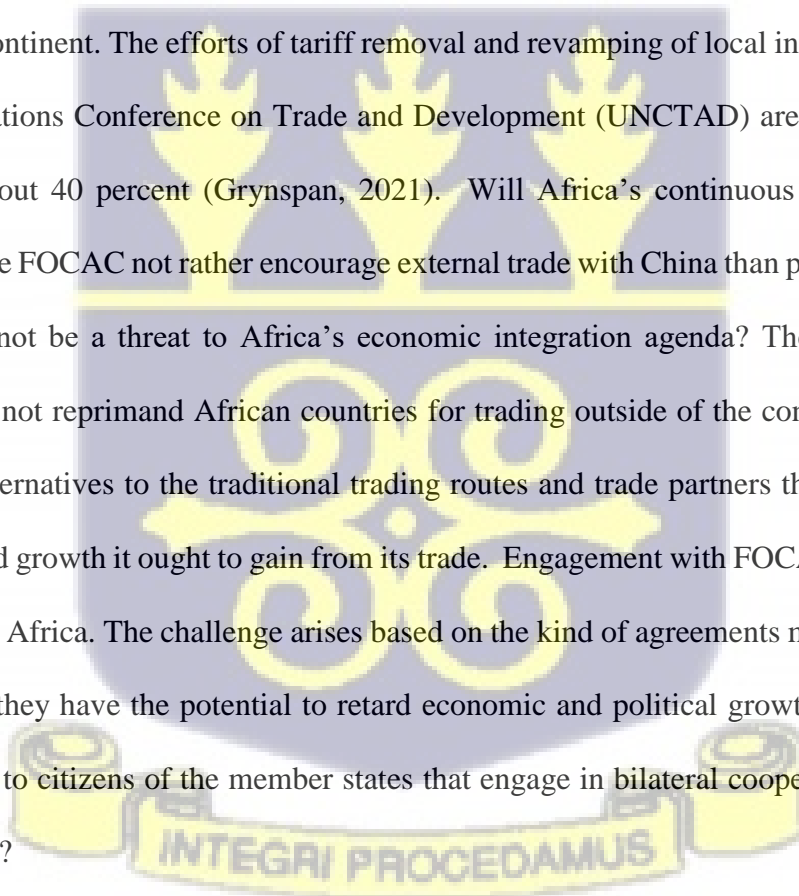 ontinent. The efforts of tariff removal and revamping of local in
tions Conference on Trade and Development (UNCTAD) are
out 40 percent (Grynspan, 2021). Will Africa's continuous
e FOCAC not rather encourage external trade with China than p
not be a threat to Africa's economic integration agenda? The
not reprimand African countries for trading outside of the con
ernatives to the traditional trading routes and trade partners th
d growth it ought to gain from its trade. Engagement with FOCA
Africa. The challenge arises based on the kind of agreements m
they have the potential to retard economic and political growt
to citizens of the member states that engage in bilateral coope
?
INTEGRI PROCEDAMUS